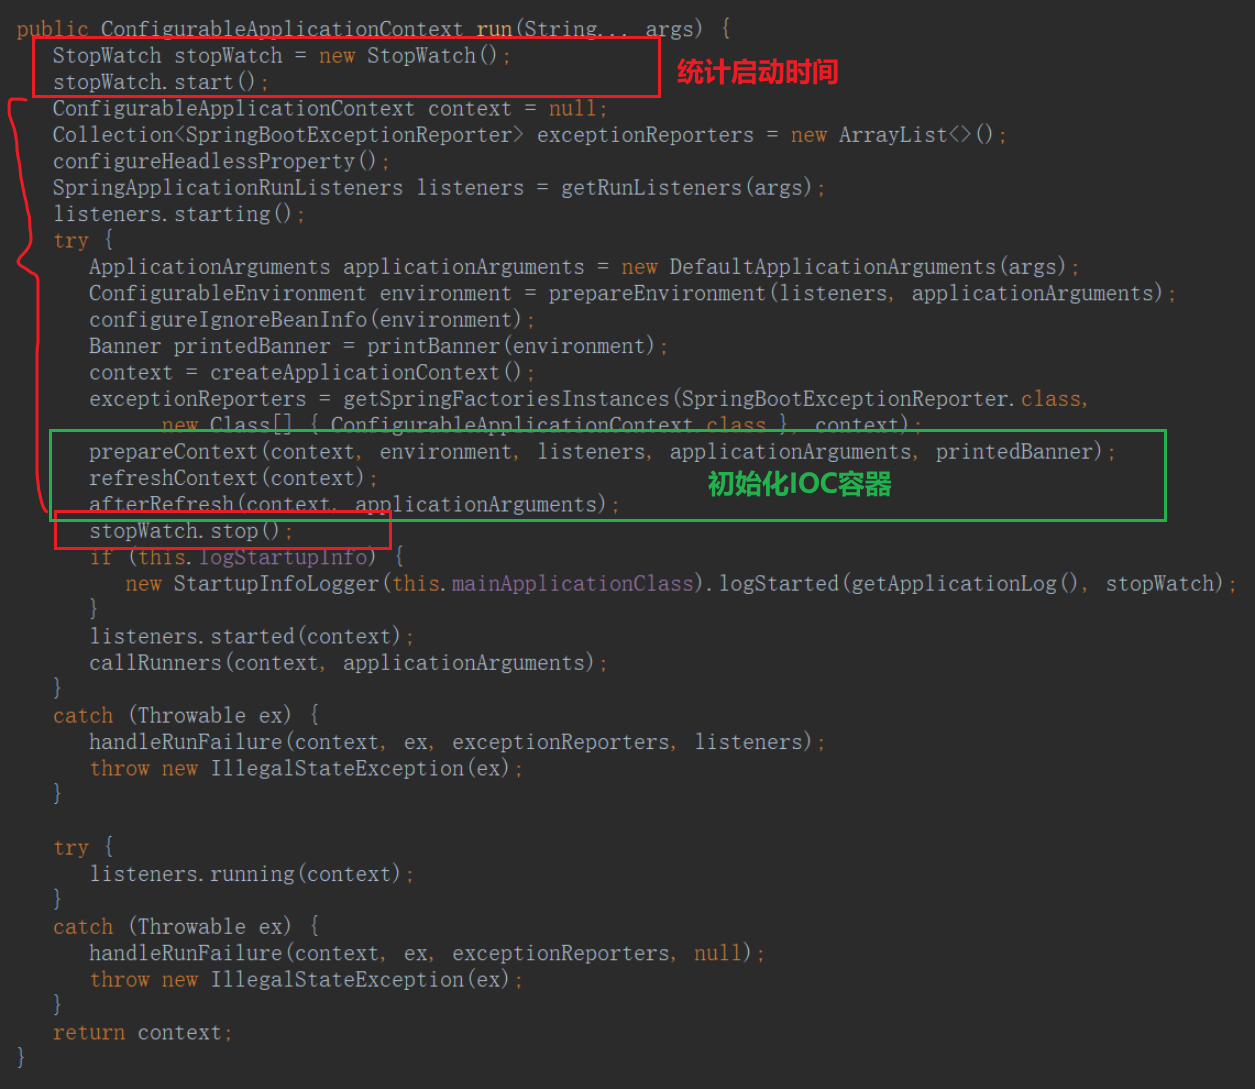 public ConfigurableApplicationContext run(String... args) {
StopWatch stopWatch = new StopWatch();
stopWatch.start();
统计启动时间
ConfigurableApplicationContext context = null;
Collection<SpringBootExceptionReporter> exceptionReporters = new ArrayList<>();
configureHeadlessProperty();
SpringApplicationRunListeners listeners = getRunListeners(args);
listeners.starting();
try {
ApplicationArguments applicationArguments = new DefaultApplicationArguments(args);
ConfigurableEnvironment environment = prepareEnvironment(listeners, applicationArguments);
configureIgnoreBeanInfo(environment);
Banner printedBanner = printBanner(environment);
context = createApplicationContext();
exceptionReporters = getSpringFactoriesInstances(SpringBootExceptionReporter.class,
new Class[] { ConfigurableApplicationContext.class }, context);
prepareContext(context, environment, listeners, applicationArguments, printedBanner);
refreshContext(context);
初始化IOC容器
afterRefresh(context, applicationArguments);
stopWatch.stop();
if (this.logStartupInfo) {
new StartupInfoLogger(this.mainApplicationClass).logStarted(getApplicationLog(), stopWatch);
}
listeners.started(context);
callRunners(context, applicationArguments);
}
catch (Throwable ex) {
handleRunFailure(context, ex, exceptionReporters, listeners);
throw new IllegalStateException(ex);
}
try {
listeners.running(context);
}
catch (Throwable ex) {
handleRunFailure(context, ex, exceptionReporters, null);
throw new IllegalStateException(ex);
}
return context;
}